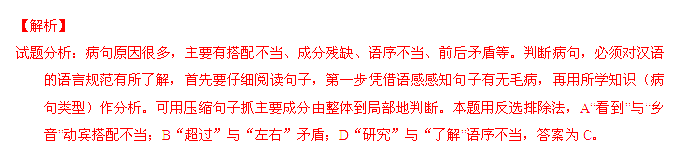 【解析】
试题分析：病句原因很多，主要有搭配不当、成分残缺、语序不当、前后矛盾等。判断病句，必须对汉语
的语言规范有所了解，首先要仔细阅读句子，第一步凭借语感感知句子有无毛病，再用所学知识（病
句类型）作分析。可用压缩句子抓主要成分由整体到局部地判断。本题用反选排除法，A“看到”与“乡
音”动宾搭配不当；B“超过”与“左右”矛盾；D“研究”与“了解”语序不当，答案为 C。